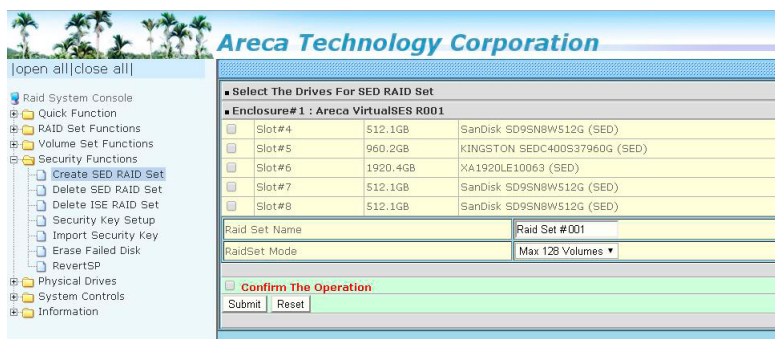 Areca Technology Corporation
|open all|close all|
Raid System Console
Quick Function
RAID Set Functions
Volume Set Functions
Security Functions
Create SED RAID Set
Delete SED RAID Set
Delete ISE RAID Set
Security Key Setup
Import Security Key
Erase Failed Disk
RevertSP
Physical Drives
System Controls
Information
Select The Drives For SED RAID Set
Enclosure#1 : Areca VirtualSES R001
Slot#4 512.1GB SanDisk SD9SN8W512G (SED)
Slot#5 960.2GB KINGSTON SEDC400S37960G (SED)
Slot#6 1920.4GB XA1920LE10063 (SED)
Slot#7 512.1GB SanDisk SD9SN8W512G (SED)
Slot#8 512.1GB SanDisk SD9SN8W512G (SED)
Raid Set Name Raid Set #001
RaidSet Mode Max 128 Volumes
Confirm The Operation
Submit Reset